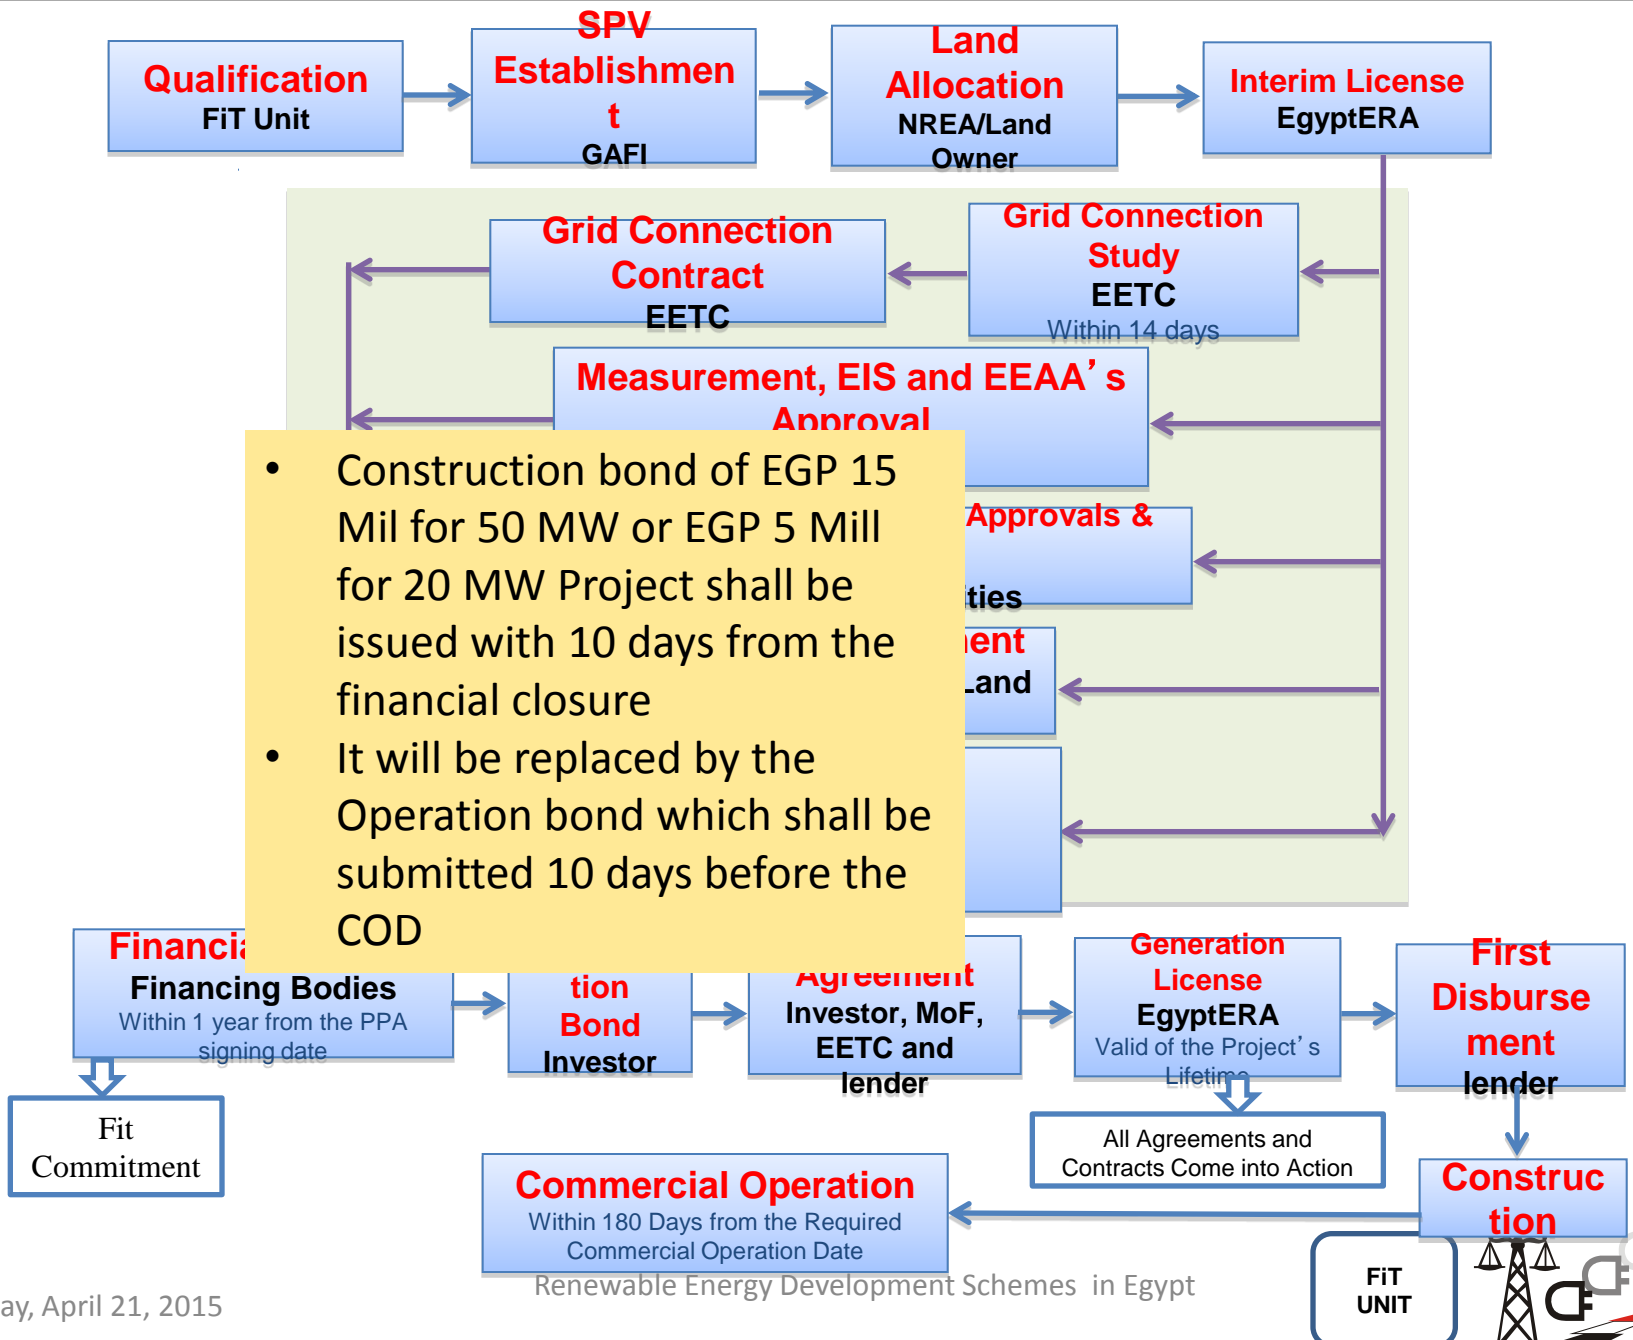 Qualification
FiT Unit
SPV
Establishmen
t
GAFI
Land
Allocation
NREA/Land
Owner
Interim License
EgyptERA
Grid Connection
Contract
EETC
Grid Connection
Study
EETC
Within 14 days
Measurement, EIS and EEAA’s
Approval
Approvals &
• Construction bond of EGP 15
Mil for 50 MW or EGP 5 Mill
for 20 MW Project shall be
issued with 10 days from the
financial closure
• It will be replaced by the
Operation bond which shall be
submitted 10 days before the
COD
Land
Financing Bodies
Within 1 year from the PPA
signing date
tion
Bond
Investor
Agreement
Investor, MoF,
EETC and
lender
Generation
License
EgyptERA
Valid of the Project’s
Lifetime
First
Disburse
ment
lender
Fit
Commitment
All Agreements and
Contracts Come into Action
Construc
tion
Commercial Operation
Within 180 Days from the Required
Commercial Operation Date
Renewable Energy Development Schemes in Egypt
ay, April 21, 2015
FiT
UNIT